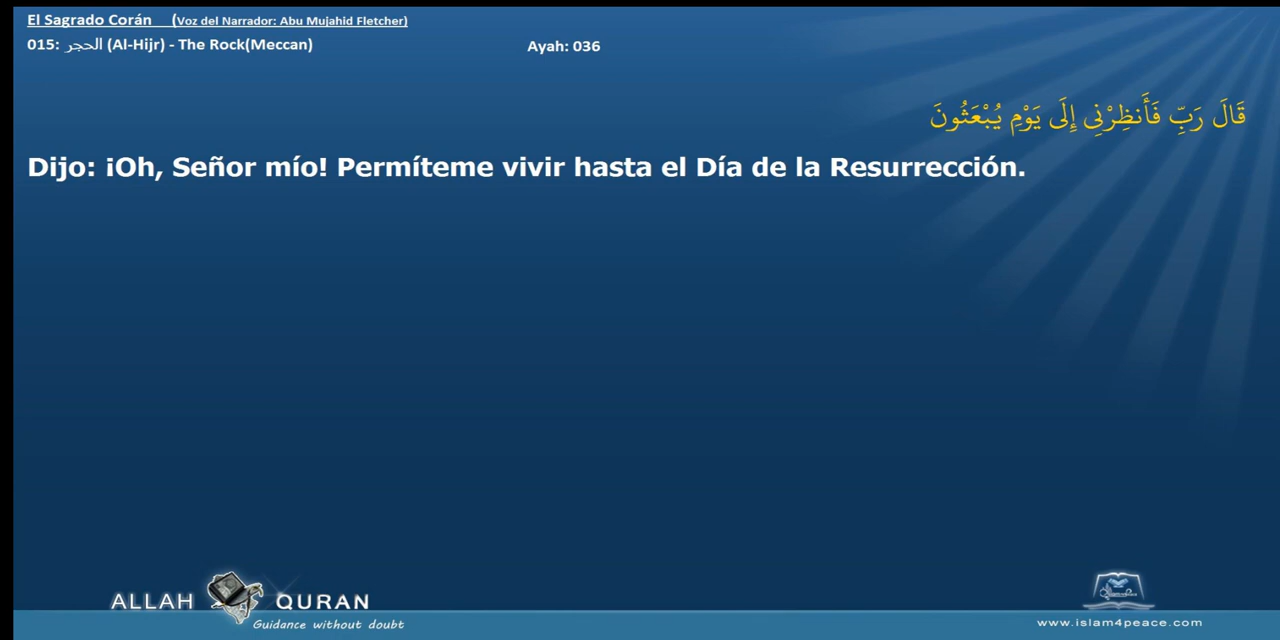 El Sagrado Corán (Voz del Narrador: Abu Mujahid Fletcher)
015: الحجر (Al-Hijr) - The Rock(Meccan)
Ayah: 036
قَالَ رَبِّ فَأَنظِرْنِي إِلَى يَوْمِ يُبْعَثُونَ
Dijo: ¡Oh, Señor mío! Permíteme vivir hasta el Día de la Resurrección.
ALLAH QURAN
Guidance without doubt
www.islam4peace.com